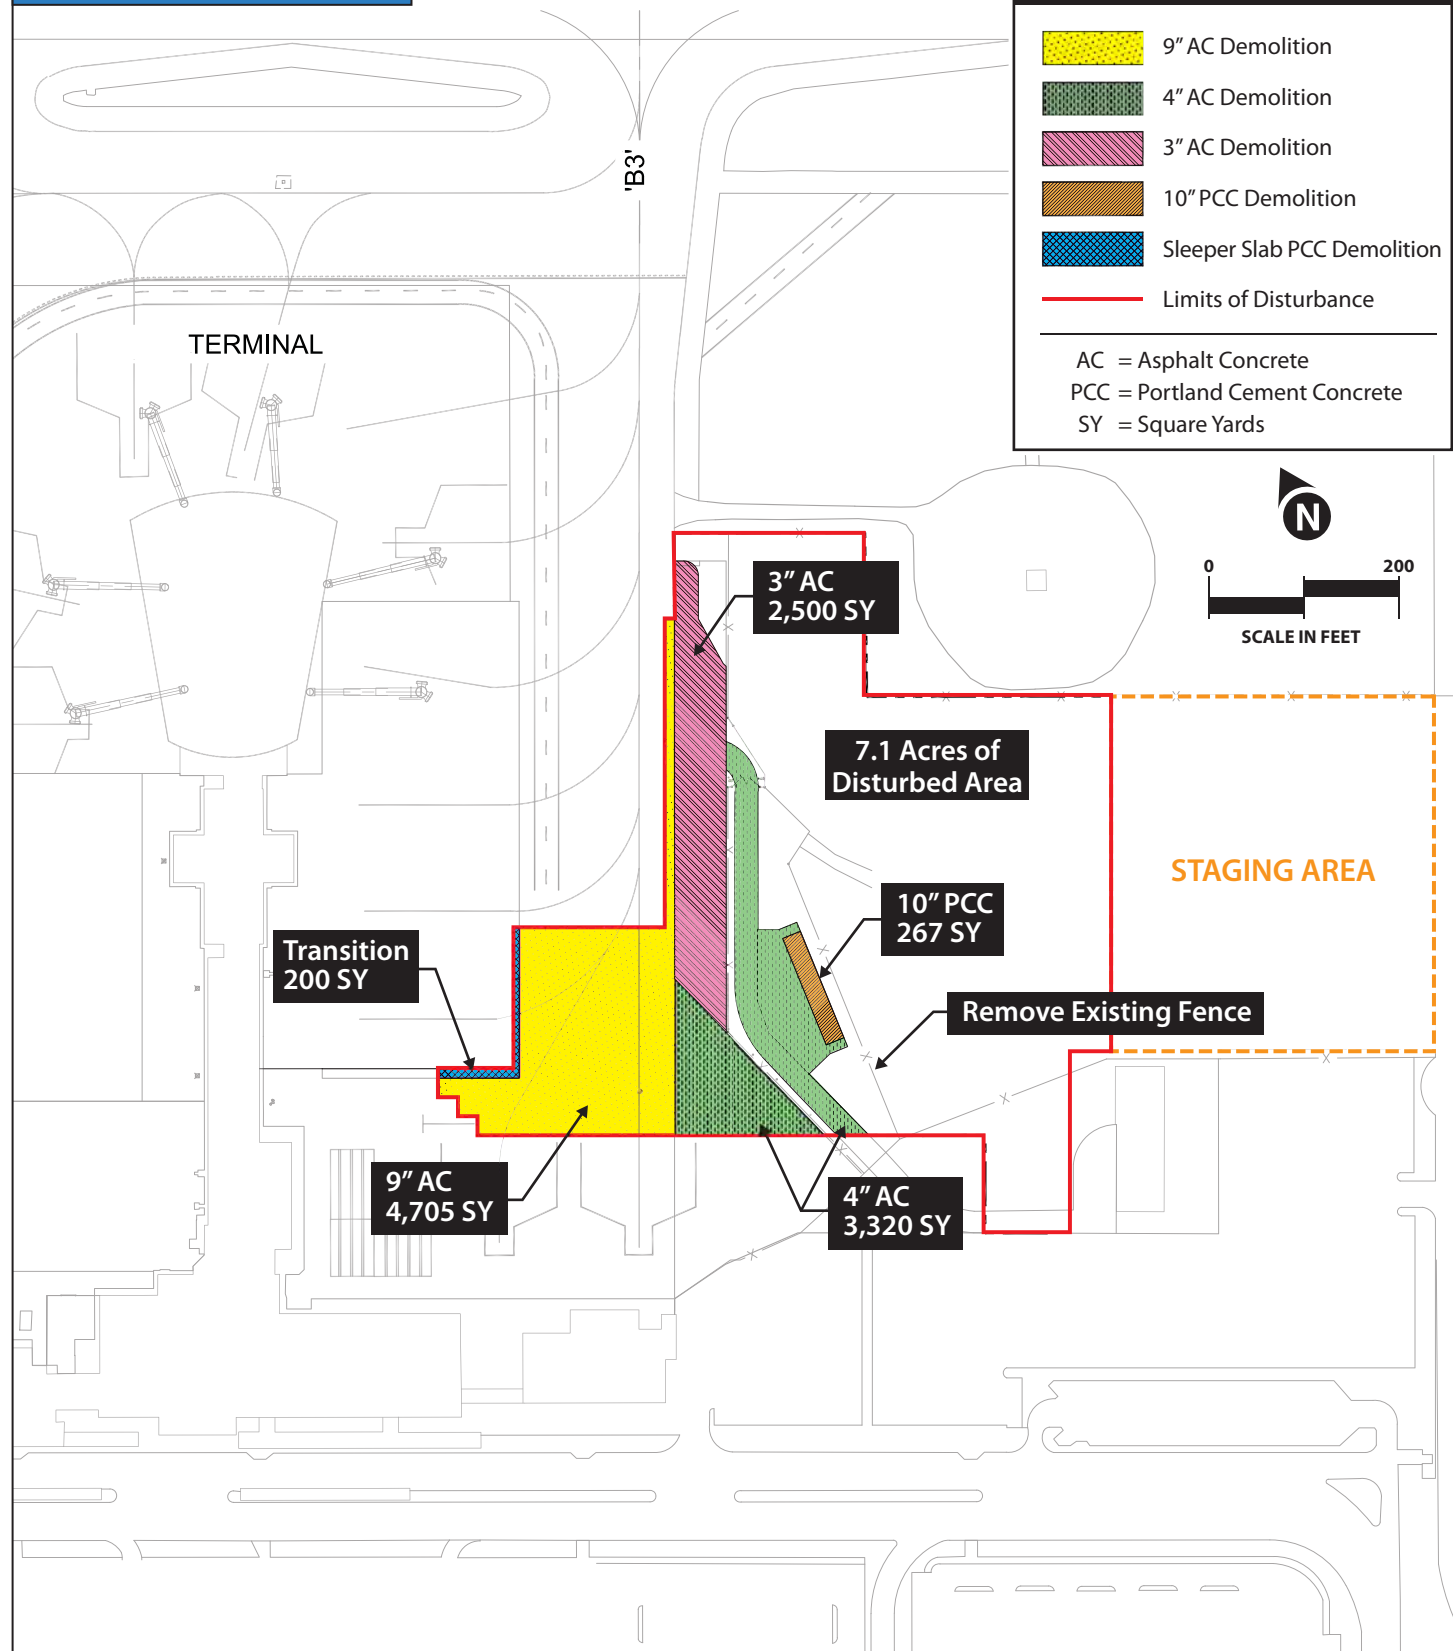 9" AC Demolition
4" AC Demolition
3" AC Demolition
10" PCC Demolition
Sleeper Slab PCC Demolition
Limits of Disturbance
AC = Asphalt Concrete
PCC = Portland Cement Concrete
SY = Square Yards
'B3'
TERMINAL
N
0 200
SCALE IN FEET
3" AC
2,500 SY
7.1 Acres of
Disturbed Area
STAGING AREA
10" PCC
267 SY
Transition
200 SY
Remove Existing Fence
9" AC
4,705 SY
4" AC
3,320 SY